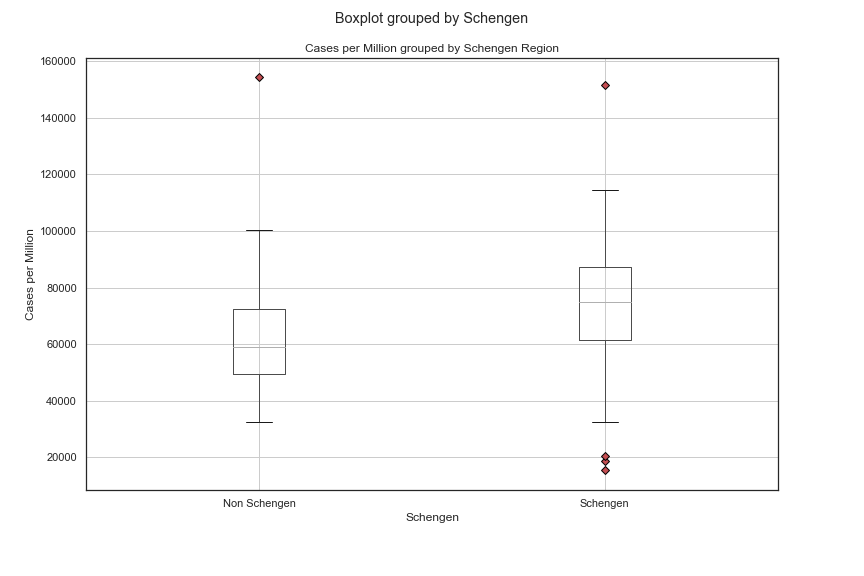 Boxplot grouped by Schengen
Cases per Million grouped by Schengen Region
160000
140000
120000
100000
80000
60000
40000
20000
Cases per Million
Non Schengen
Schengen
Schengen